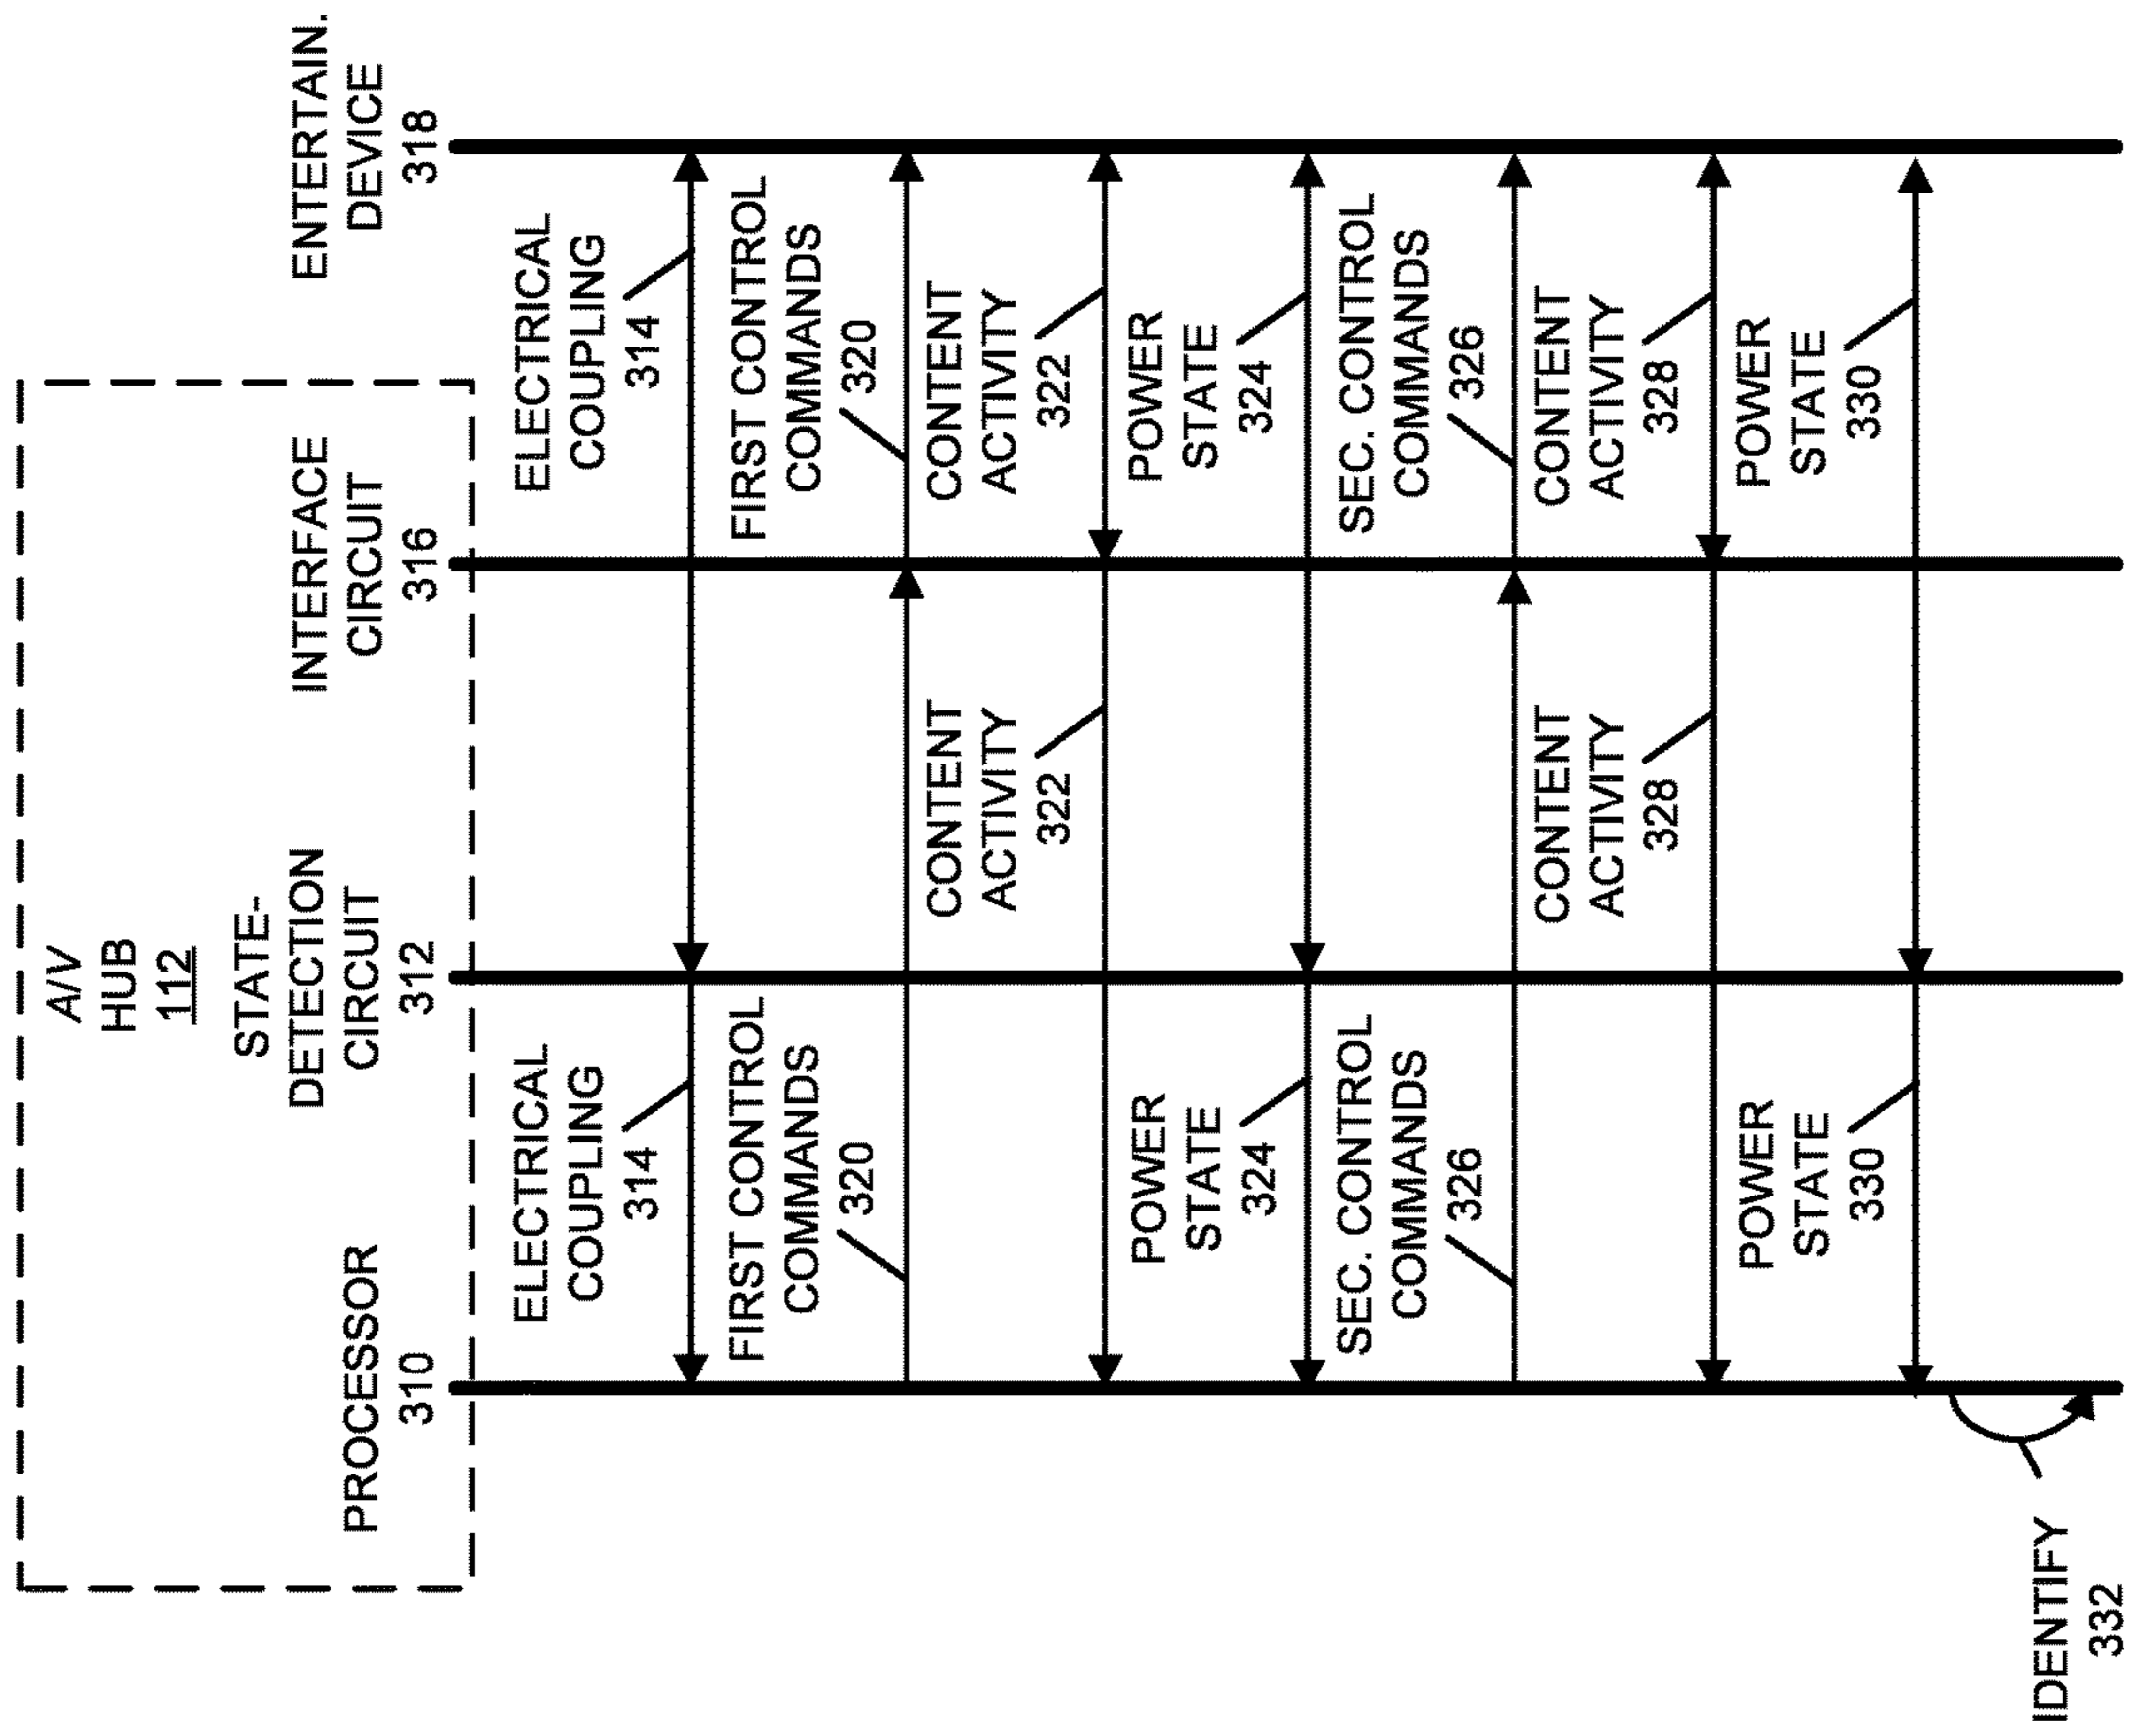 A/V
HUB
112
PROCESSOR
310
STATE-
DETECTION
CIRCUIT
312
INTERFACE
CIRCUIT
316
ENTERTAIN.
DEVICE
318
ELECTRICAL
COUPLING
314
ELECTRICAL
COUPLING
314
FIRST CONTROL
COMMANDS
320
FIRST CONTROL
COMMANDS
320
CONTENT
ACTIVITY
322
CONTENT
ACTIVITY
322
POWER
STATE
324
POWER
STATE
324
SEC. CONTROL
COMMANDS
326
SEC. CONTROL
COMMANDS
326
CONTENT
ACTIVITY
328
CONTENT
ACTIVITY
328
POWER
STATE
330
POWER
STATE
330
IDENTIFY
332